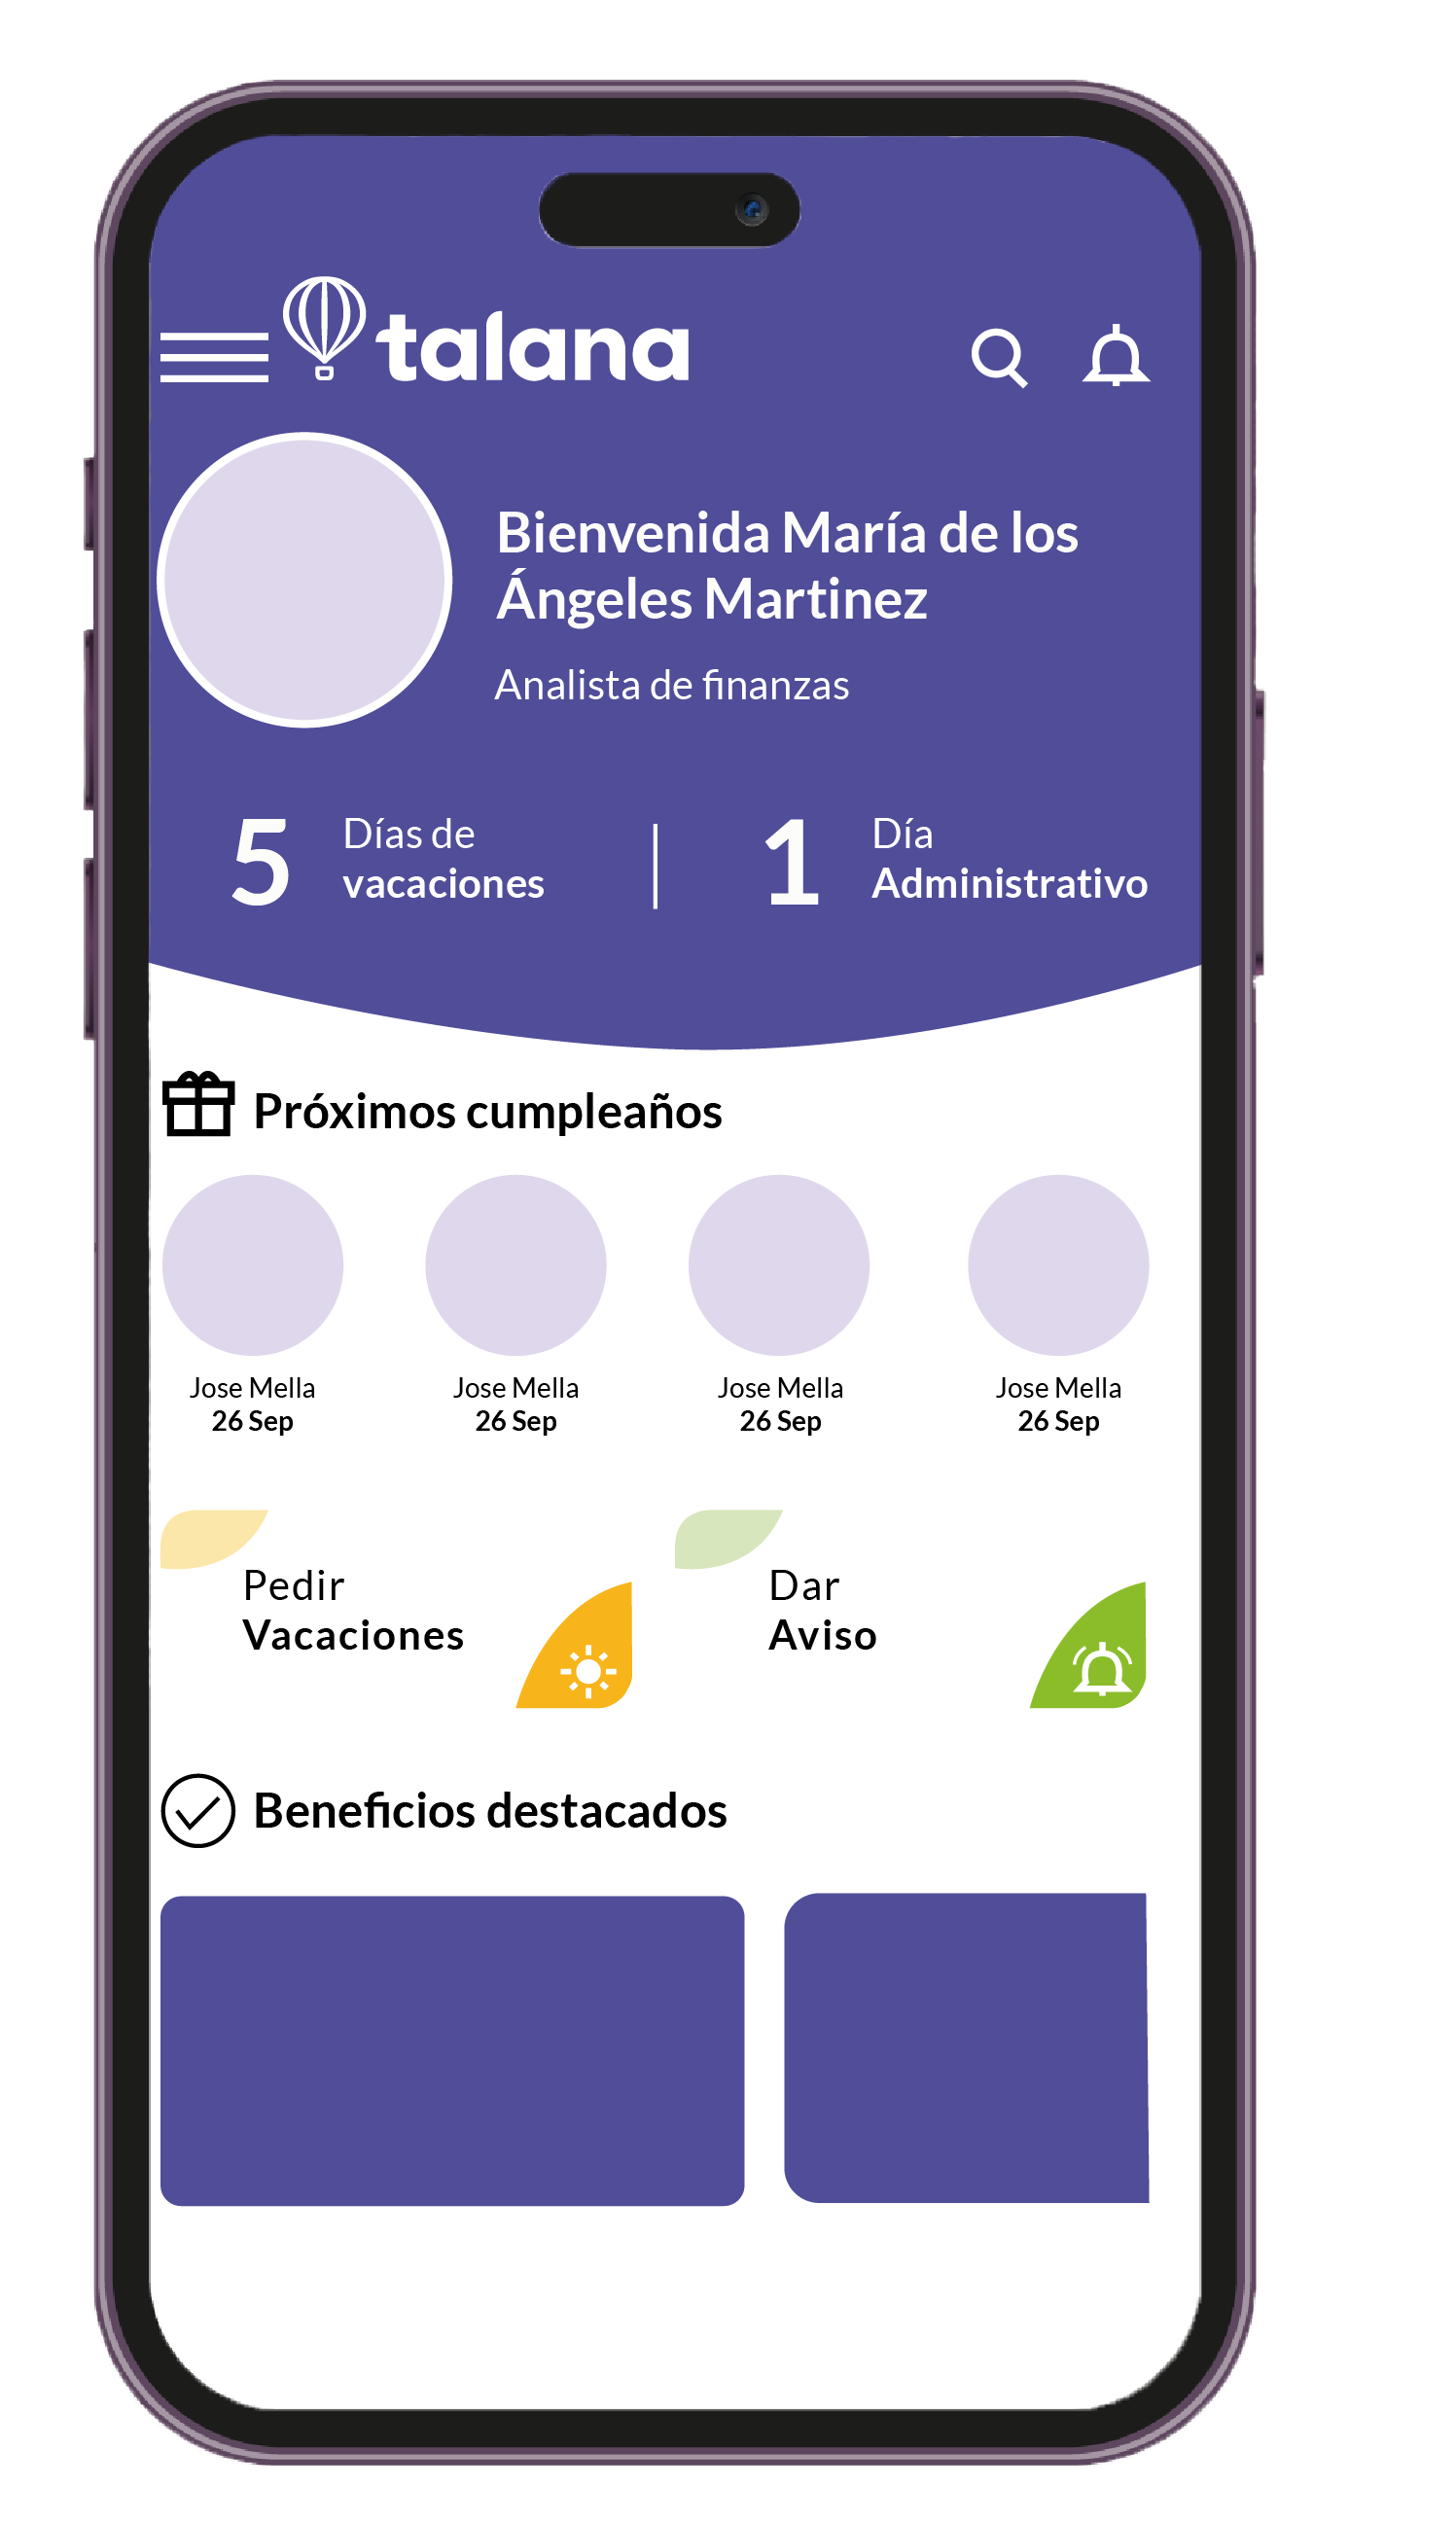 talana
Bienvenida María de los
Ángeles Martinez
Analista de finanzas
5 Días de
vacaciones
1 Día
Administrativo
Próximos cumpleaños
Jose Mella
26 Sep
Jose Mella
26 Sep
Jose Mella
26 Sep
Jose Mella
26 Sep
Pedir
Vacaciones
Dar
Aviso
Beneficios destacados